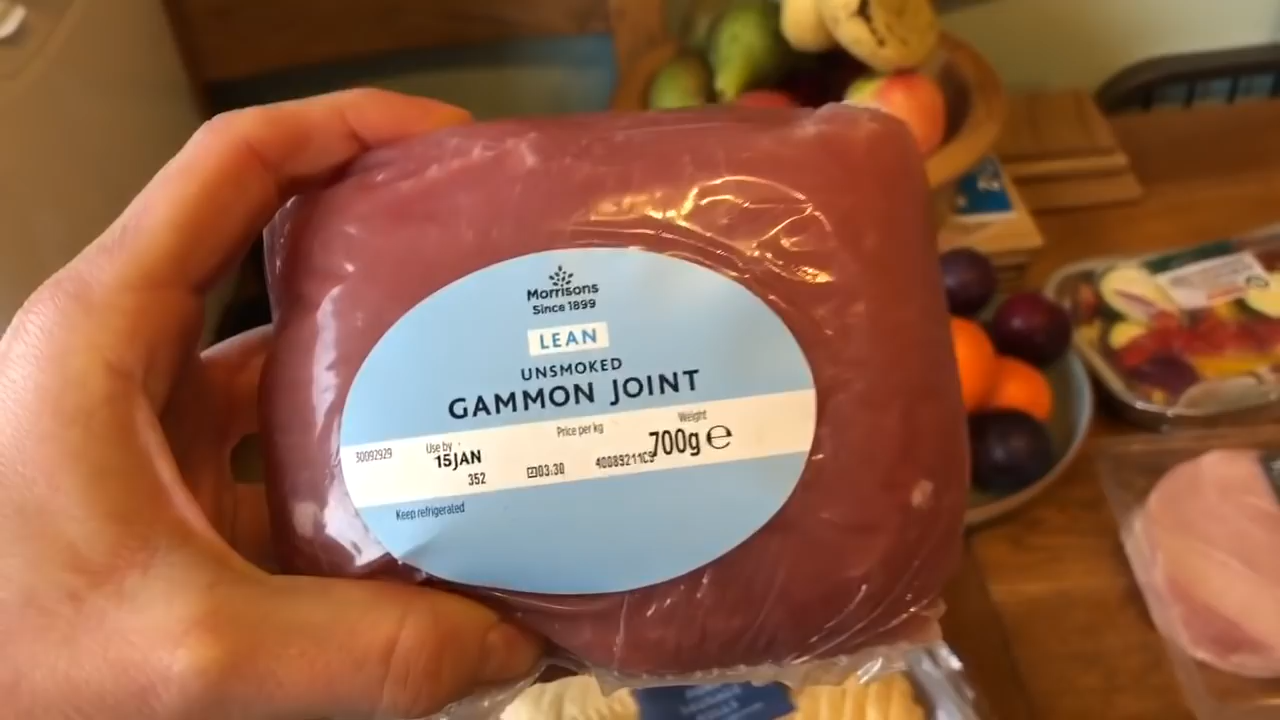 Morrisons
Since 1899
LEAN
UNSMOKED
GAMMON JOINT
30092929
Use by
15JAN
352
Price per kg
03.30
40089211C9
Weight
700g ℮
Keep refrigerated